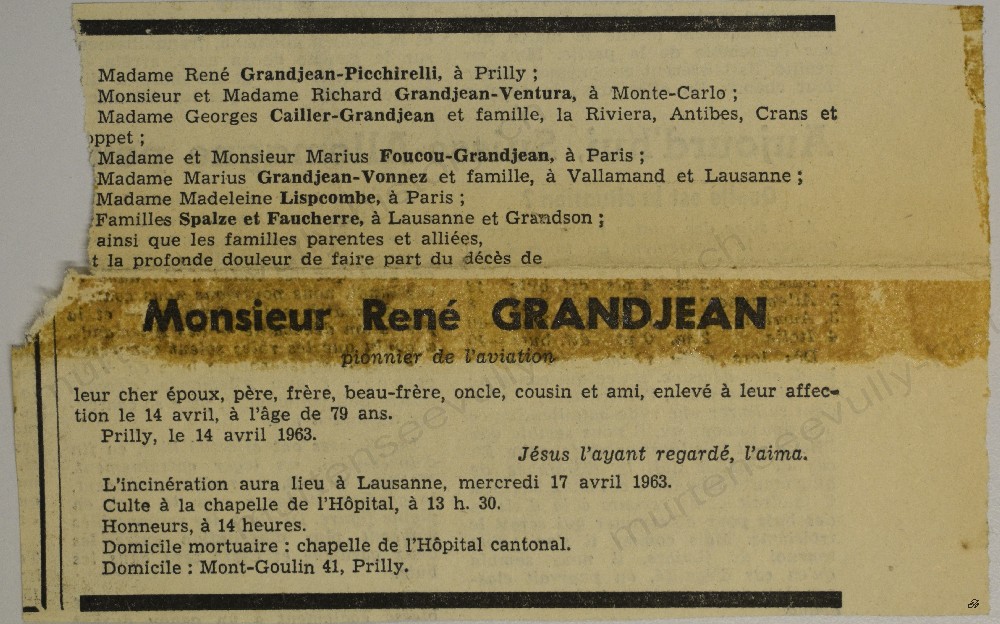 Madame René Grandjean-Picchirelli, à Prilly ;
Monsieur et Madame Richard Grandjean-Ventura, à Monte-Carlo ;
Madame Georges Cailler-Grandjean et famille, la Riviera, Antibes, Crans et
oppet ;
Madame et Monsieur Marius Foucou-Grandjean, à Paris ;
Madame Marius Grandjean-Vonnez et famille, à Vallamand et Lausanne ;
Madame Madeleine Lispcombe, à Paris ;
Familles Spalze et Faucherre, à Lausanne et Grandson ;
ainsi que les familles parentes et alliées,
t la profonde douleur de faire part du décès de
Monsieur René GRANDJEAN
pionnier de l'aviation
leur cher époux, père, frère, beau-frère, oncle, cousin et ami, enlevé à leur affec-
tion le 14 avril, à l'âge de 79 ans.
Prilly, le 14 avril 1963.
Jésus l'ayant regardé, l'aima.
L'incinération aura lieu à Lausanne, mercredi 17 avril 1963.
Culte à la chapelle de l'Hôpital, à 13 h. 30.
Honneurs, à 14 heures.
Domicile mortuaire : chapelle de l'Hôpital cantonal.
Domicile : Mont-Goulin 41, Prilly.